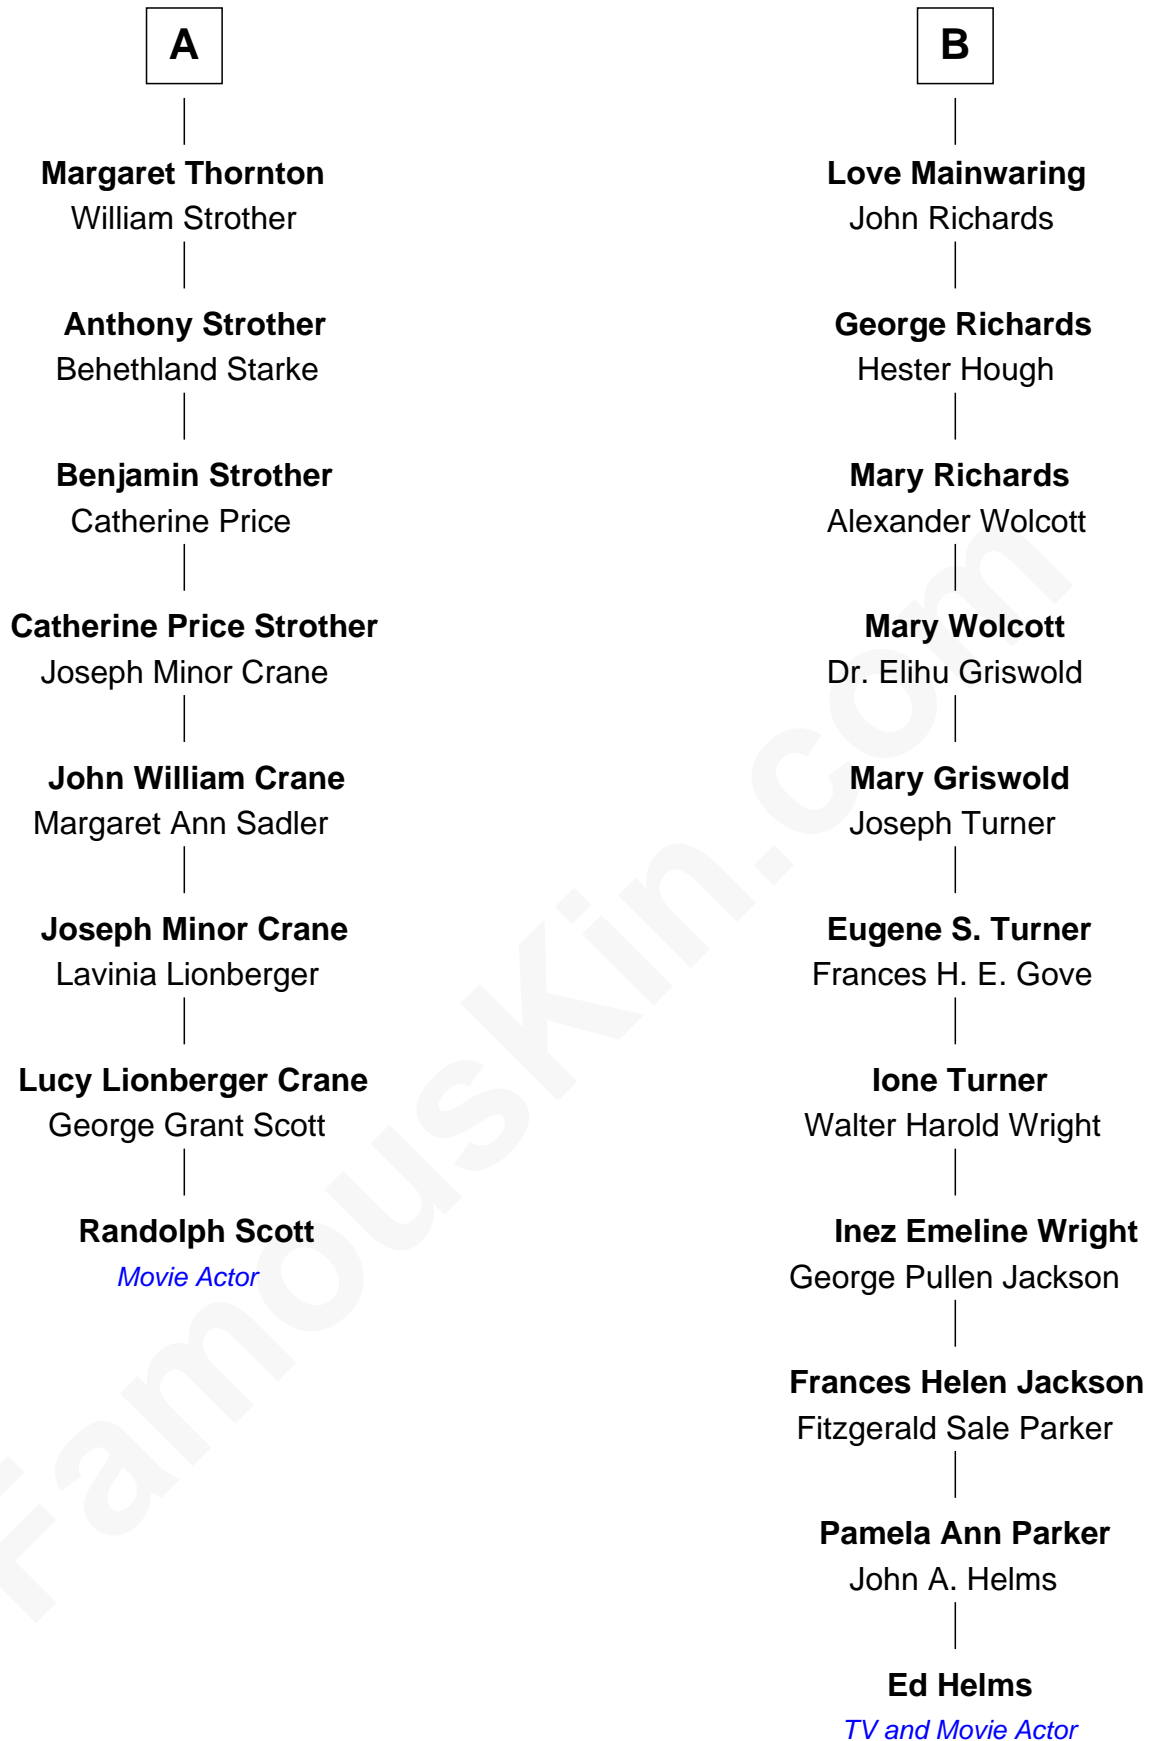 A
Margaret Thornton
William Strother
Anthony Strother
Behethland Starke
Benjamin Strother
Catherine Price
Catherine Price Strother
Joseph Minor Crane
John William Crane
Margaret Ann Sadler
Joseph Minor Crane
Lavinia Lionberger
Lucy Lionberger Crane
George Grant Scott
Randolph Scott
Movie Actor
B
Love Mainwaring
John Richards
George Richards
Hester Hough
Mary Richards
Alexander Wolcott
Mary Wolcott
Dr. Elihu Griswold
Mary Griswold
Joseph Turner
Eugene S. Turner
Frances H. E. Gove
Ione Turner
Walter Harold Wright
Inez Emeline Wright
George Pullen Jackson
Frances Helen Jackson
Fitzgerald Sale Parker
Pamela Ann Parker
John A. Helms
Ed Helms
TV and Movie Actor
FamousKin.com